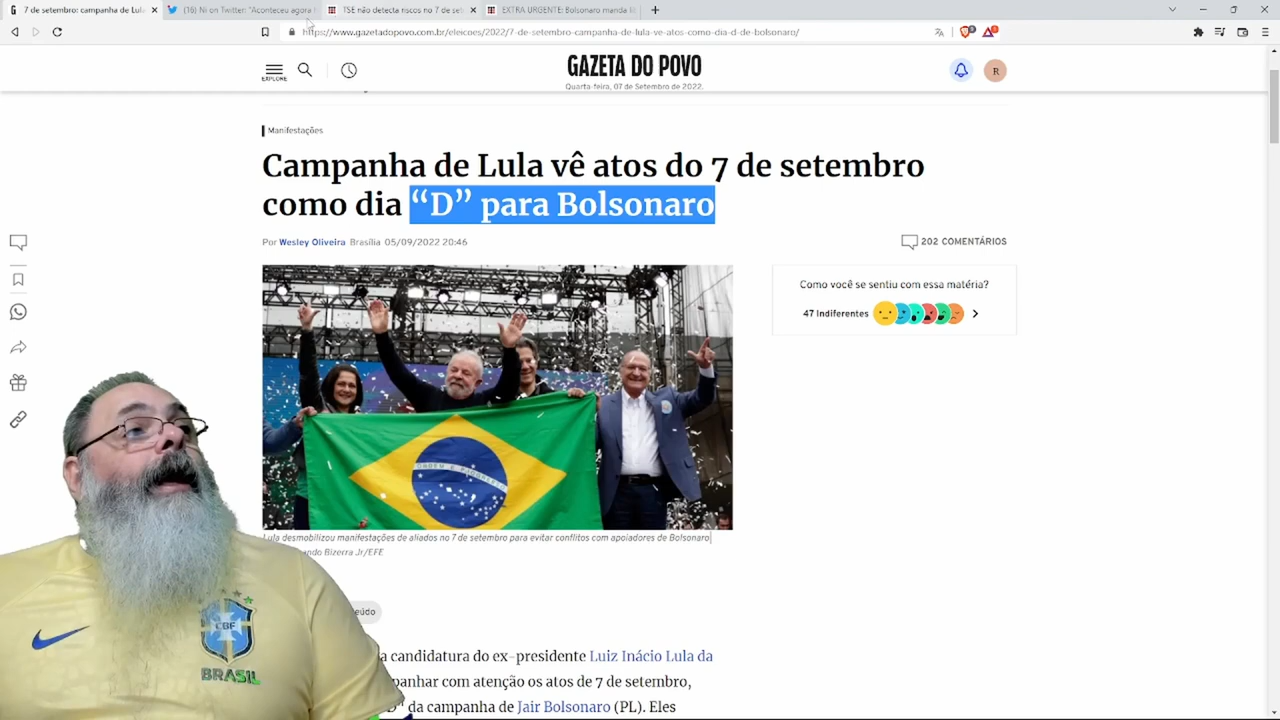 7 de setembro: campanha de Lula
(16) Ni on Twitter: "Aconteceu agora
TSE não detecta riscos no 7 de set
EXTRA URGENTE: Bolsonaro manda
https://www.gazetadopovo.com.br/eleicoes/2022/7-de-setembro-campanha-de-lula-ve-atos-como-dia-d-de-bolsonaro/
EXPLORE
GAZETA DO POVO
R
Quarta-feira, 07 de Setembro de 2022.
Manifestações
Campanha de Lula vê atos do 7 de setembro
como dia “D” para Bolsonaro
Por Wesley Oliveira Brasília 05/09/2022 20:46
202 COMENTÁRIOS
Como você se sentiu com essa matéria?
47 Indiferentes
ORDEM E PROGRESSO
Lula desmobilizou manifestações de aliados no 7 de setembro para evitar conflitos com apoiadores de Bolsonaro|
Bizerra Jr/EFE
a candidatura do ex-presidente Luiz Inácio Lula da
panhar com atenção os atos de 7 de setembro,
da campanha de Jair Bolsonaro (PL). Eles
CBF
BRASIL